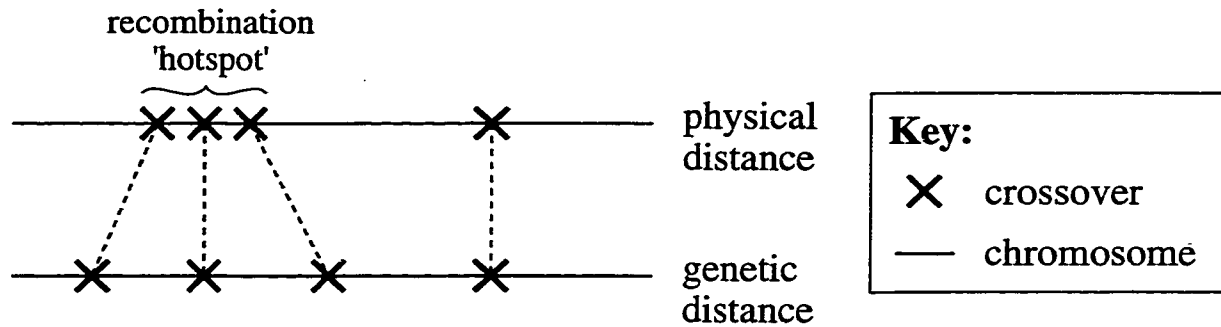 recombination
'hotspot'
physical
distance
genetic
distance
Key:
crossover
chromosome